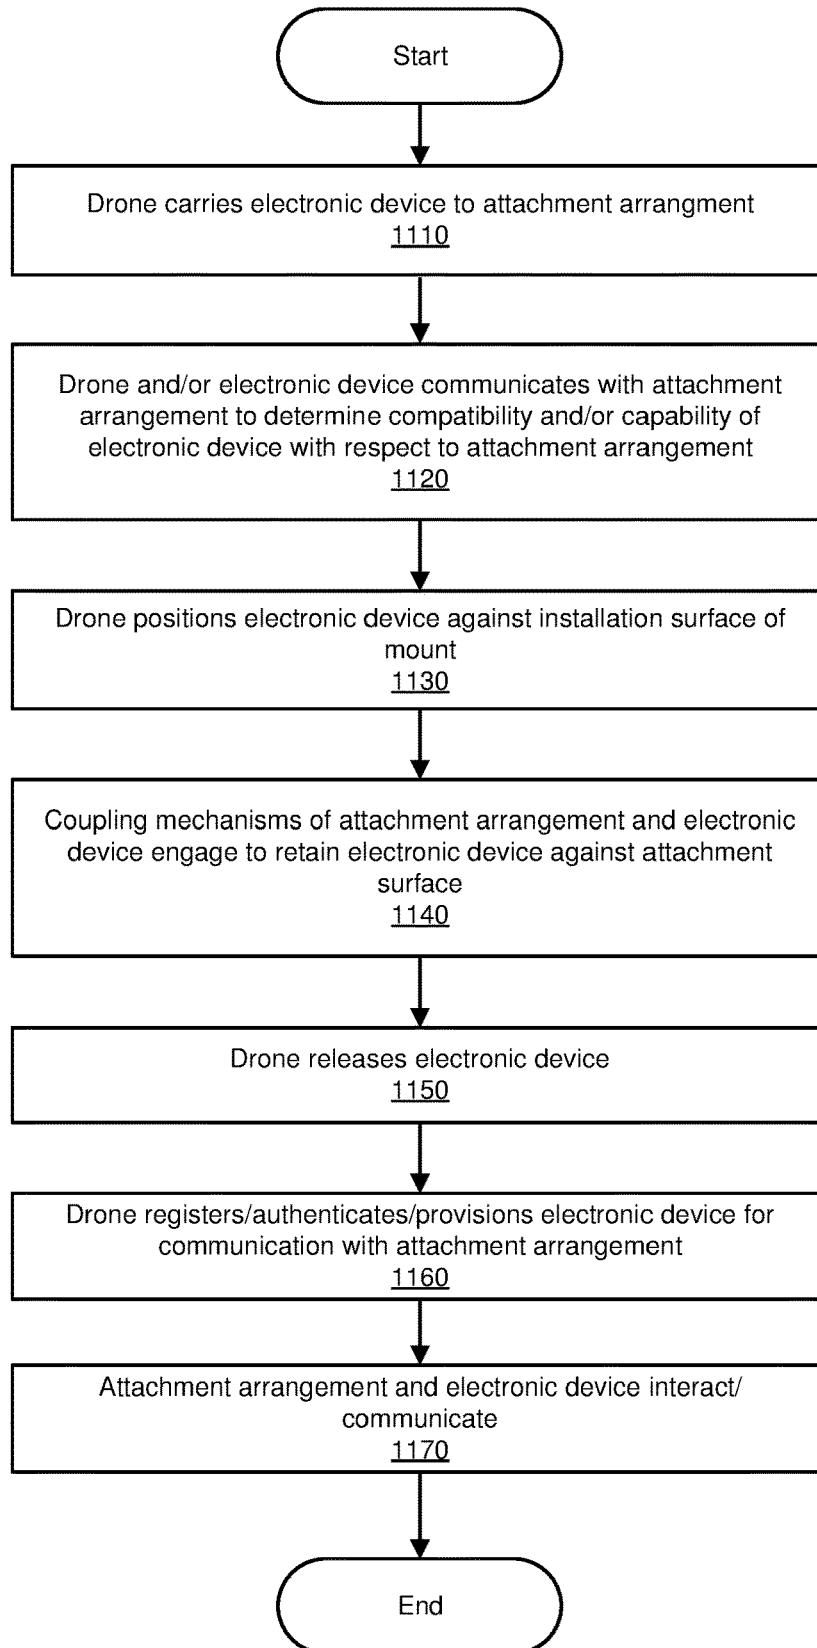 Start
Drone carries electronic device to attachment arrangment
1110
Drone and/or electronic device communicates with attachment
arrangement to determine compatibility and/or capability of
electronic device with respect to attachment arrangement
1120
Drone positions electronic device against installation surface of
mount
1130
Coupling mechanisms of attachment arrangement and electronic
device engage to retain electronic device against attachment
surface
1140
Drone releases electronic device
1150
Drone registers/authenticates/provisions electronic device for
communication with attachment arrangement
1160
Attachment arrangement and electronic device interact/
communicate
1170
End